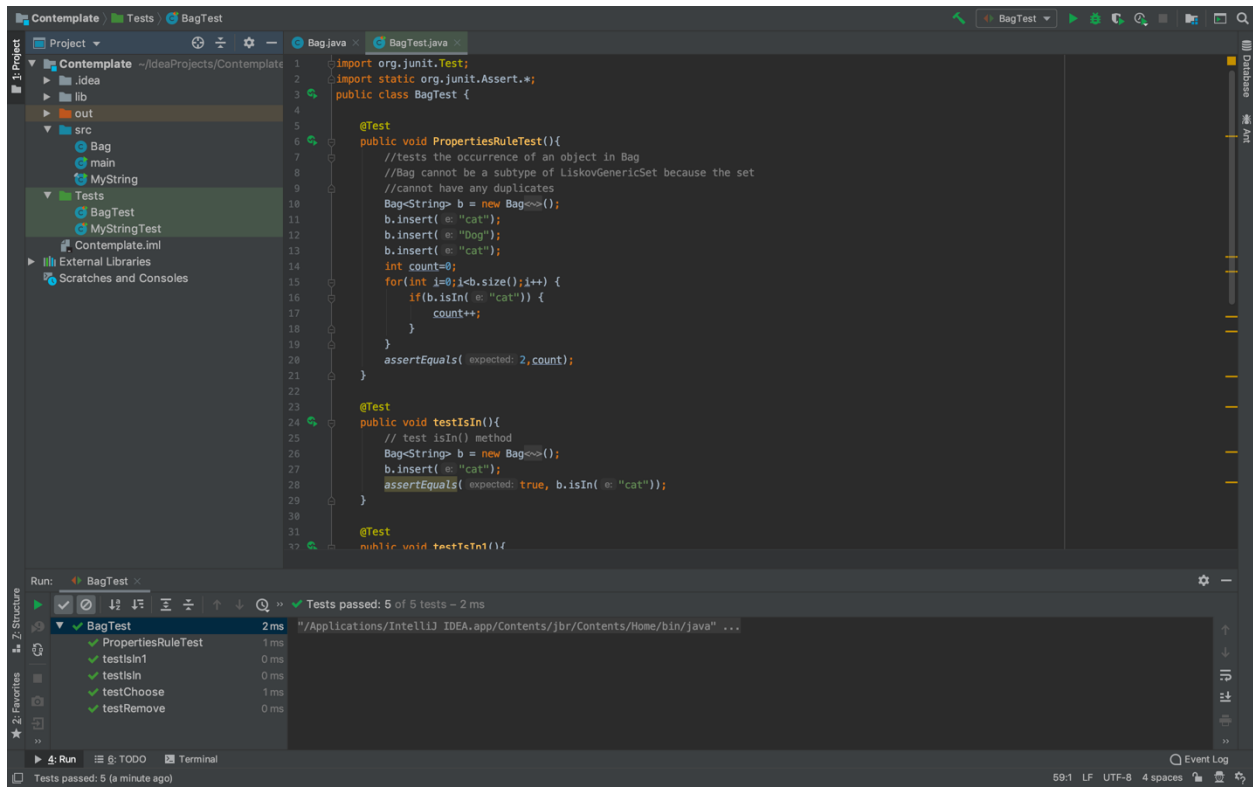 Contemplate Tests BagTest
BagTest
1: Project
Project
Bag.java BagTest.java
Contemplate ~/IdeaProjects/Contemplate
.idea
lib
out
src
Bag
main
MyString
Tests
BagTest
MyStringTest
Contemplate.iml
External Libraries
Scratches and Consoles
1 import org.junit.Test;
2 import static org.junit.Assert.*;
3 public class BagTest {
4
5 @Test
6 public void PropertiesRuleTest(){
7 //tests the occurrence of an object in Bag
8 //Bag cannot be a subtype of LiskovGenericSet because the set
9 //cannot have any duplicates
10 Bag<String> b = new Bag<~>();
11 b.insert( e: "cat");
12 b.insert( e: "Dog");
13 b.insert( e: "cat");
14 int count=0;
15 for(int i=0;i<b.size();i++) {
16 if(b.isIn( e: "cat")) {
17 count++;
18 }
19 }
20 assertEquals( expected: 2,count);
21 }
22
23 @Test
24 public void testIsIn(){
25 // test isIn() method
26 Bag<String> b = new Bag<~>();
27 b.insert( e: "cat");
28 assertEquals( expected: true, b.isIn( e: "cat"));
29 }
30
31 @Test
32 public void testIsIn1(){
Database
Ant
Run: BagTest
Tests passed: 5 of 5 tests – 2 ms
BagTest 2 ms
PropertiesRuleTest 1 ms
testIsIn1 0 ms
testIsIn 0 ms
testChoose 1 ms
testRemove 0 ms
"/Applications/IntelliJ IDEA.app/Contents/jbr/Contents/Home/bin/java" ...
Z: Structure
2: Favorites
4: Run 6: TODO Terminal
Event Log
Tests passed: 5 (a minute ago)
59:1 LF UTF-8 4 spaces